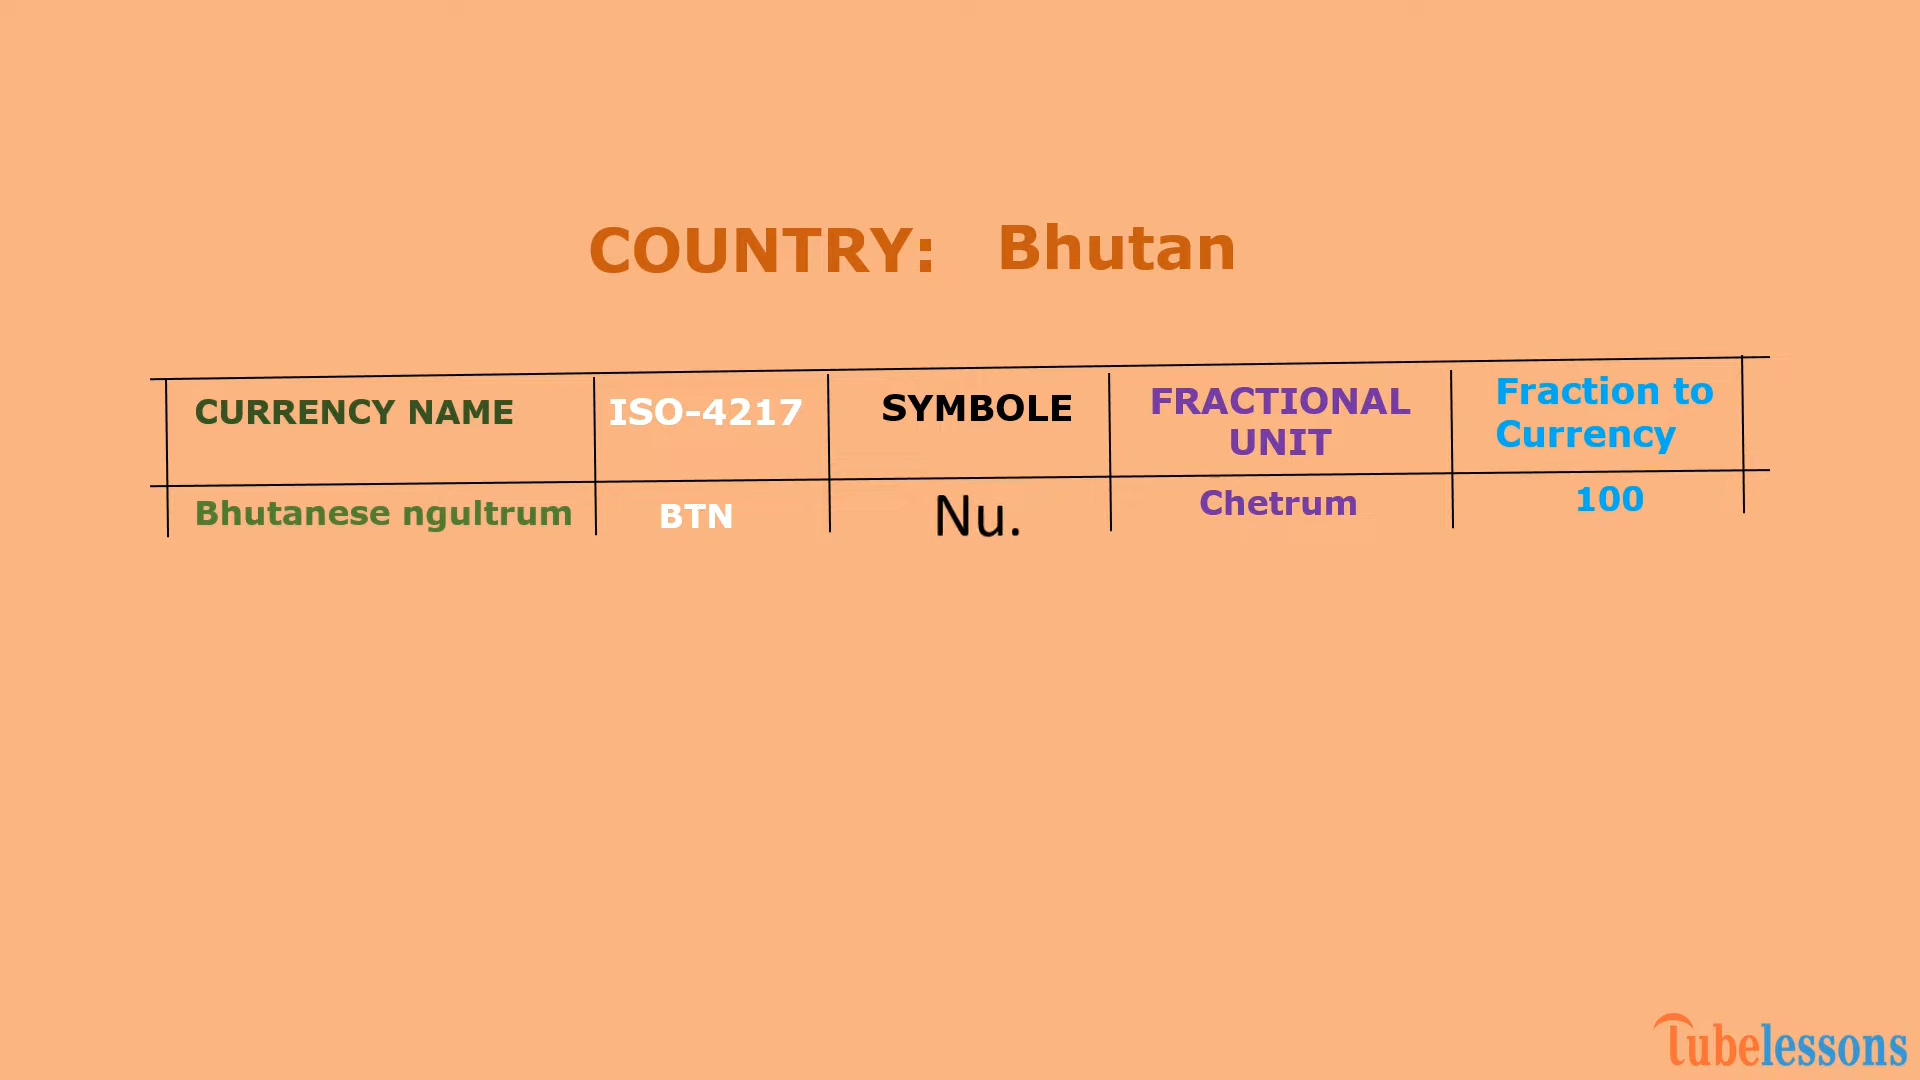 COUNTRY: Bhutan
CURRENCY NAME ISO-4217 SYMBOLE FRACTIONAL UNIT Fraction to Currency
Bhutanese ngultrum BTN Nu. Chetrum 100
Tubelessons